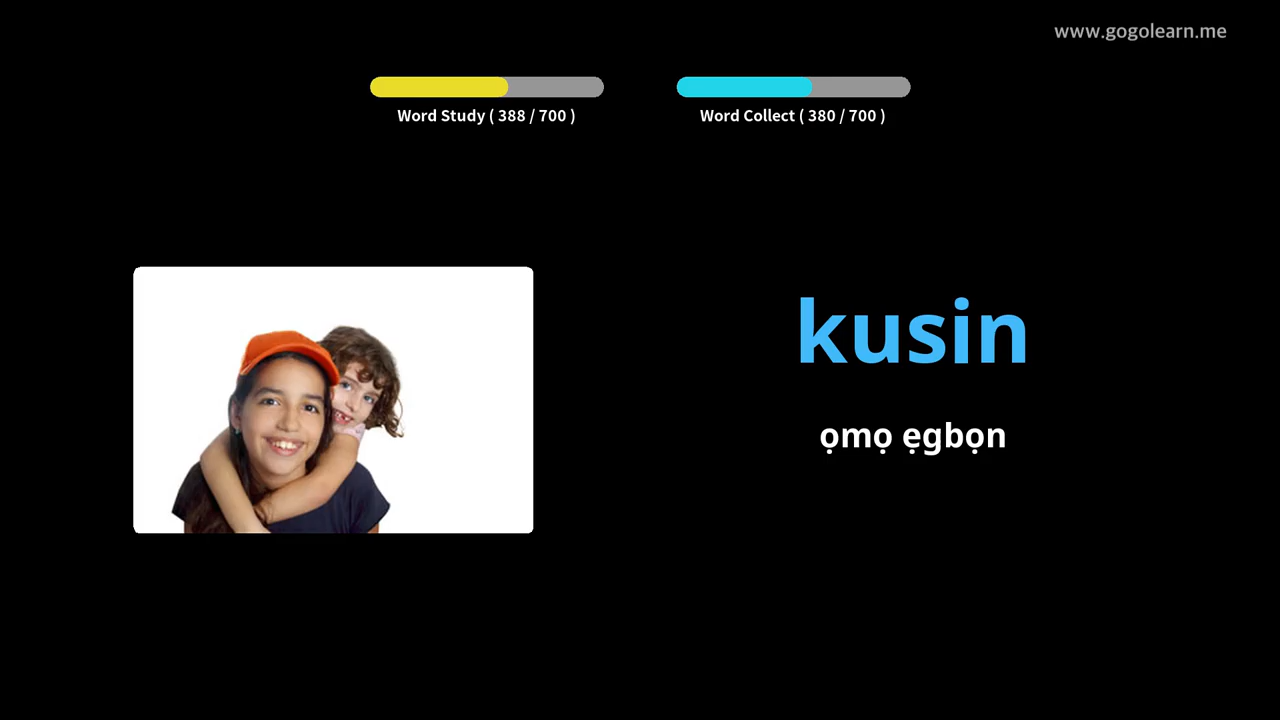 www.gogolearn.me
Word Study ( 388 / 700 )
Word Collect ( 380 / 700 )
kusin
ọmọ ẹgbọn